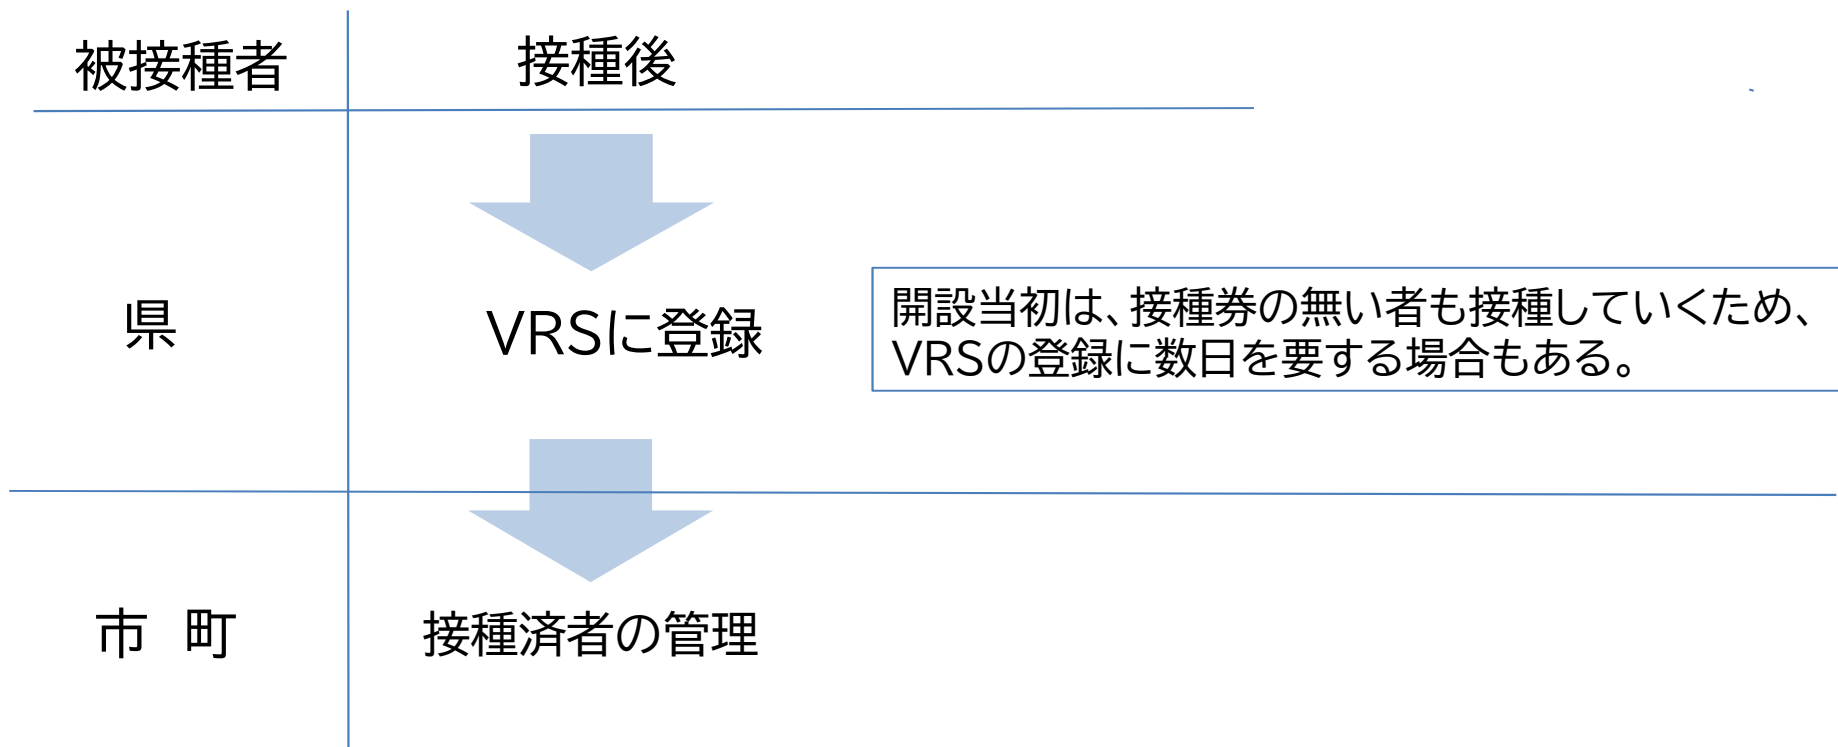 被接種者
接種後
県
VRSに登録
開設当初は、接種券の無い者も接種していくため、
VRSの登録に数日を要する場合もある。
市　町
接種済者の管理